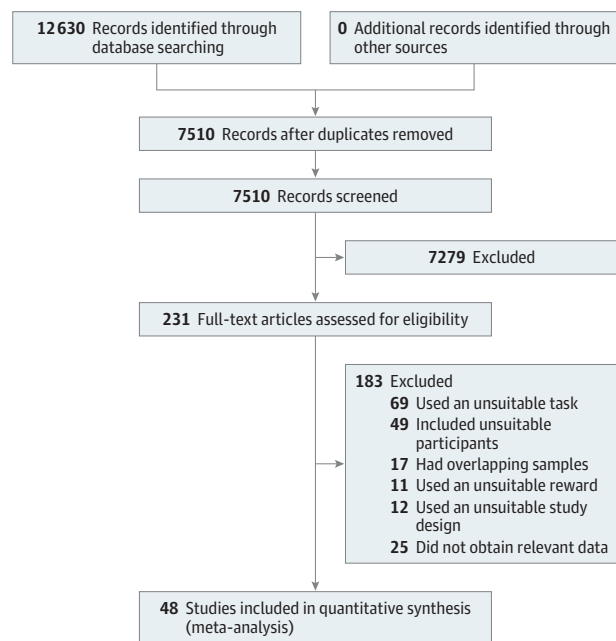 12 630 Records identified through
database searching
0 Additional records identified through
other sources
7510 Records after duplicates removed
7510 Records screened
7279 Excluded
231 Full-text articles assessed for eligibility
183 Excluded
69 Used an unsuitable task
49 Included unsuitable
participants
17 Had overlapping samples
11 Used an unsuitable reward
12 Used an unsuitable study
design
25 Did not obtain relevant data
48 Studies included in quantitative synthesis
(meta-analysis)